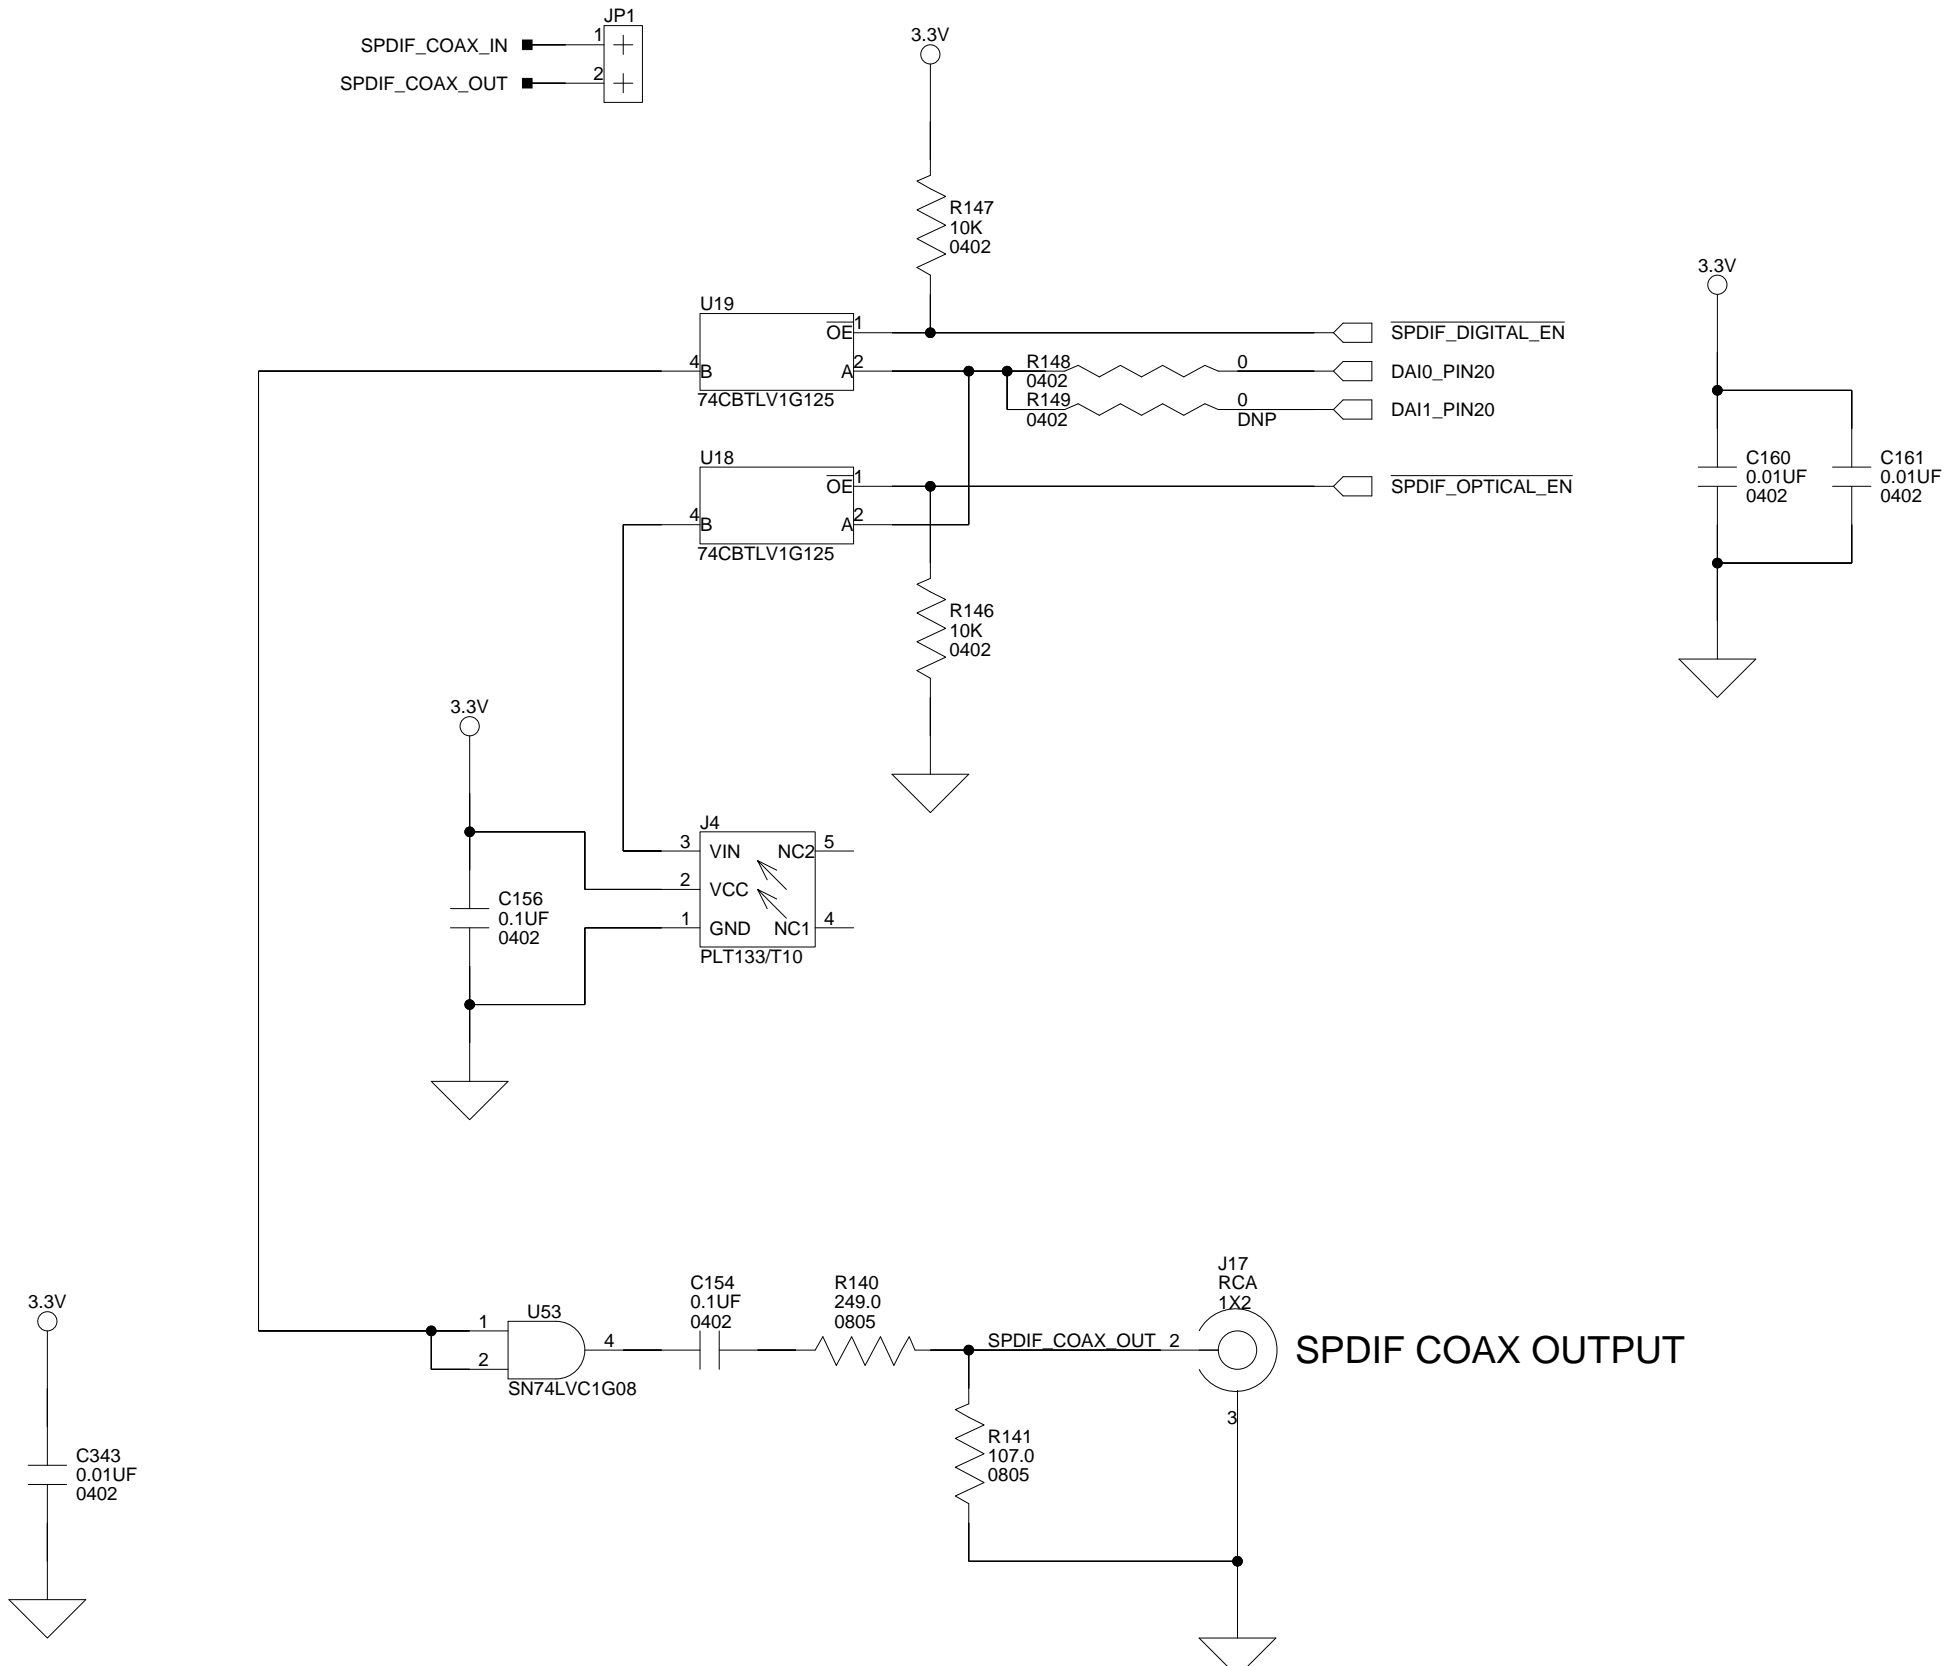 JP1
SPDIF_COAX_IN
1
SPDIF_COAX_OUT
2
3.3V
R147
10K
0402
U19
OE
1
4
B
A
2
74CBTLV1G125
SPDIF_DIGITAL_EN
R148
0402
0
DAI0_PIN20
R149
0402
0
DNP
DAI1_PIN20
U18
OE
1
4
B
A
2
74CBTLV1G125
SPDIF_OPTICAL_EN
R146
10K
0402
3.3V
C160
0.01UF
0402
C161
0.01UF
0402
3.3V
C156
0.1UF
0402
J4
3
VIN
NC2
5
2
VCC
1
GND
NC1
4
PLT133/T10
3.3V
C343
0.01UF
0402
1
2
U53
4
SN74LVC1G08
C154
0.1UF
0402
R140
249.0
0805
SPDIF_COAX_OUT
2
J17
RCA
1X2
3
SPDIF COAX OUTPUT
R141
107.0
0805